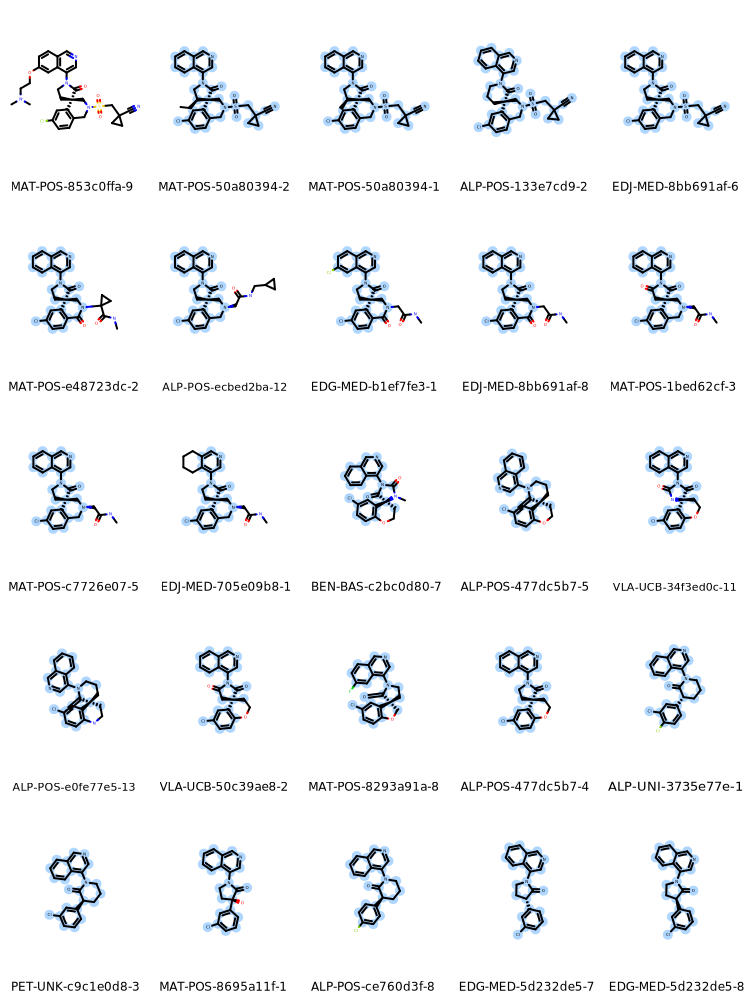 MAT-POS-853c0ffa-9 MAT-POS-50a80394-2 MAT-POS-50a80394-1 ALP-POS-133e7cd9-2 EDJ-MED-8bb691af-6
MAT-POS-e48723dc-2 ALP-POS-ecbed2ba-12 EDG-MED-b1ef7fe3-1 EDJ-MED-8bb691af-8 MAT-POS-1bed62cf-3
MAT-POS-c7726e07-5 EDJ-MED-705e09b8-1 BEN-BAS-c2bc0d80-7 ALP-POS-477dc5b7-5 VLA-UCB-34f3ed0c-11
ALP-POS-e0fe77e5-13 VLA-UCB-50c39ae8-2 MAT-POS-8293a91a-8 ALP-POS-477dc5b7-4 ALP-UNI-3735e77e-1
PET-UNK-c9c1e0d8-3 MAT-POS-8695a11f-1 ALP-POS-ce760d3f-8 EDG-MED-5d232de5-7 EDG-MED-5d232de5-8